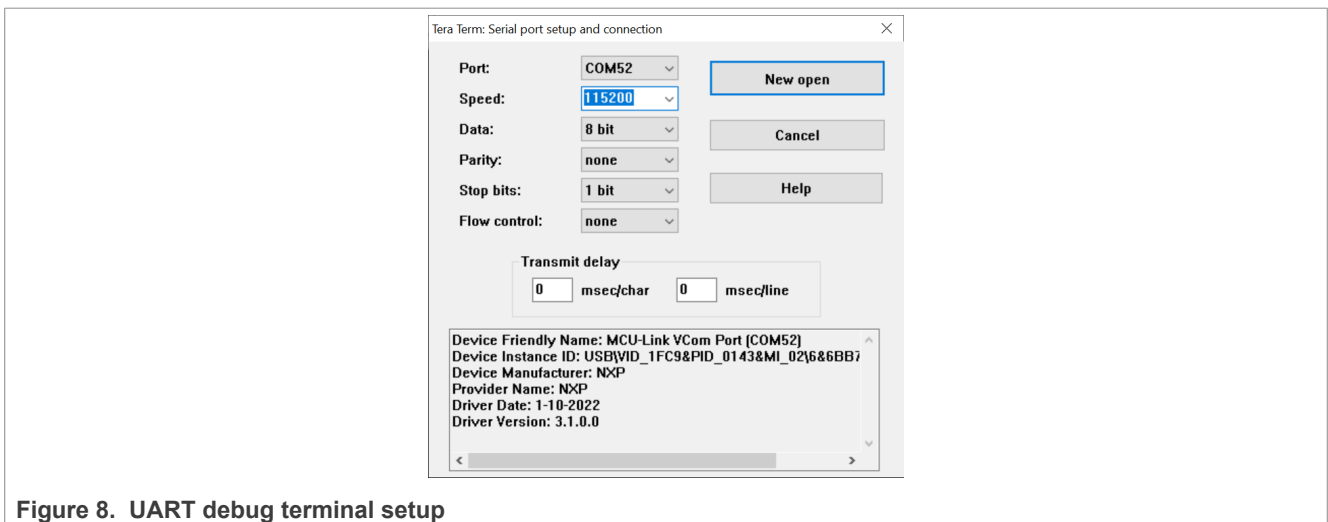 Tera Term: Serial port setup and connection
Port: COM52 New open
Speed: 115200
Data: 8 bit Cancel
Parity: none
Stop bits: 1 bit Help
Flow control: none
Transmit delay
0 msec/char 0 msec/line
Device Friendly Name: MCU-Link VCom Port (COM52)
Device Instance ID: USB\VID_1FC9&PID_0143&MI_02\6&6BB7
Device Manufacturer: NXP
Provider Name: NXP
Driver Date: 1-10-2022
Driver Version: 3.1.0.0
Figure 8. UART debug terminal setup